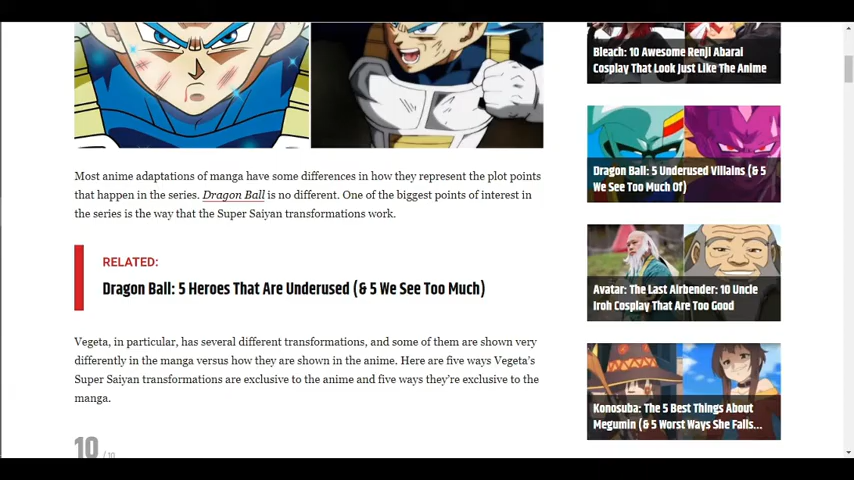 Most anime adaptations of manga have some differences in how they represent the plot points
that happen in the series. Dragon Ball is no different. One of the biggest points of interest in
the series is the way that the Super Saiyan transformations work.
RELATED:
Dragon Ball: 5 Heroes That Are Underused (& 5 We See Too Much)
Vegeta, in particular, has several different transformations, and some of them are shown very
differently in the manga versus how they are shown in the anime. Here are five ways Vegeta's
Super Saiyan transformations are exclusive to the anime and five ways they're exclusive to the
manga.
10 / 10
Bleach: 10 Awesome Renji Abarai
Cosplay That Look Just Like The Anime
Dragon Ball: 5 Underused Villains (& 5
We See Too Much Of)
Avatar: The Last Airbender: 10 Uncle
Iroh Cosplay That Are Too Good
Konosuba: The 5 Best Things About
Megumin (& 5 Worst Ways She Falls...